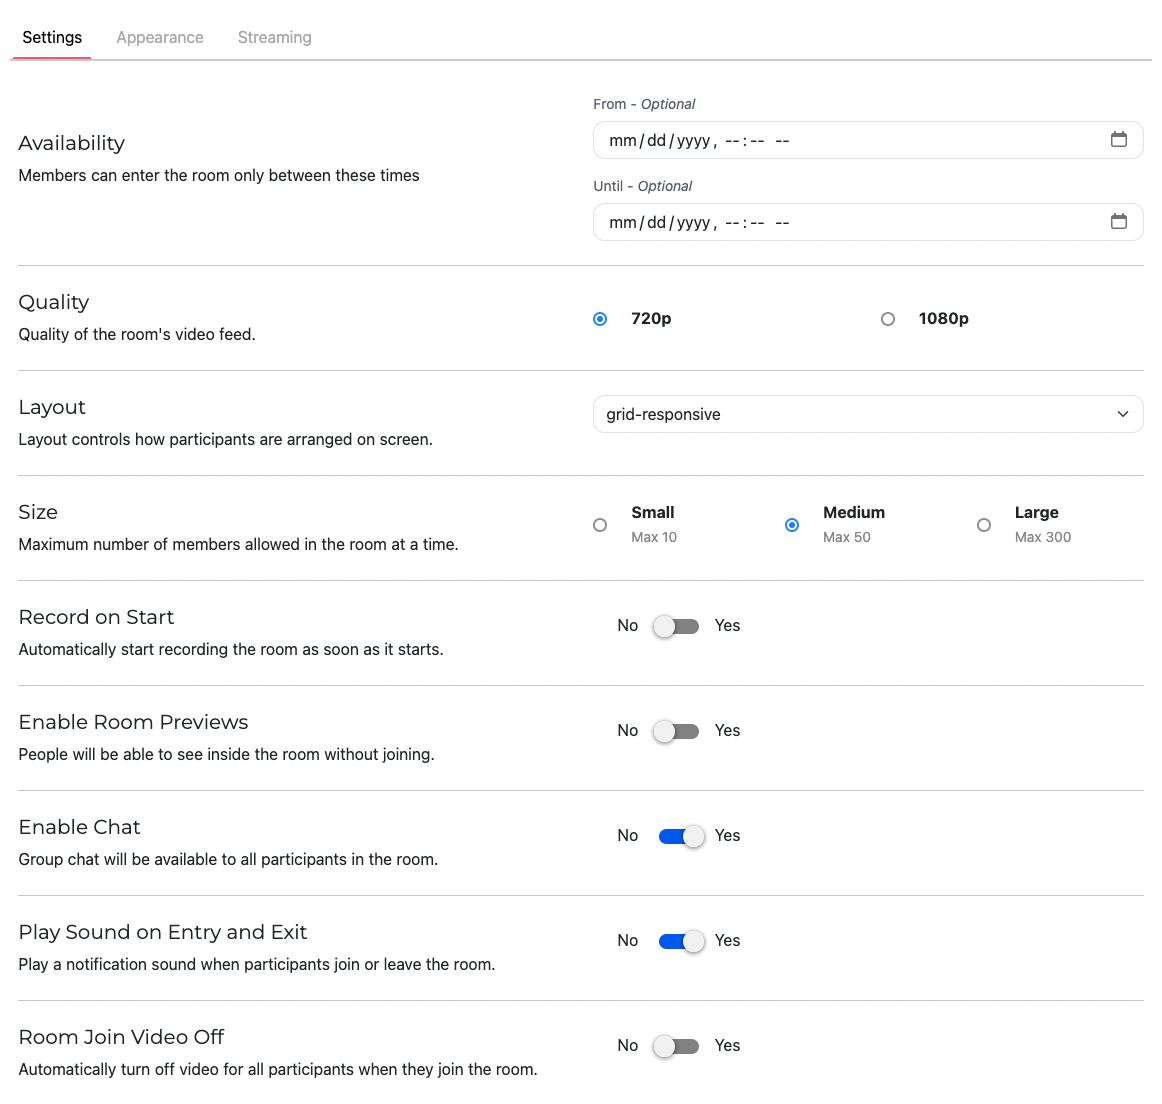 Settings Appearance Streaming
From - Optional
mm/dd/yyyy, --:-- --
Availability
Members can enter the room only between these times
Until - Optional
mm/dd/yyyy, --:-- --
Quality
Quality of the room's video feed.
720p 1080p
Layout
Layout controls how participants are arranged on screen.
grid-responsive
Size
Maximum number of members allowed in the room at a time.
Small Medium Large
Max 10 Max 50 Max 300
Record on Start
Automatically start recording the room as soon as it starts.
No Yes
Enable Room Previews
People will be able to see inside the room without joining.
No Yes
Enable Chat
Group chat will be available to all participants in the room.
No Yes
Play Sound on Entry and Exit
Play a notification sound when participants join or leave the room.
No Yes
Room Join Video Off
Automatically turn off video for all participants when they join the room.
No Yes